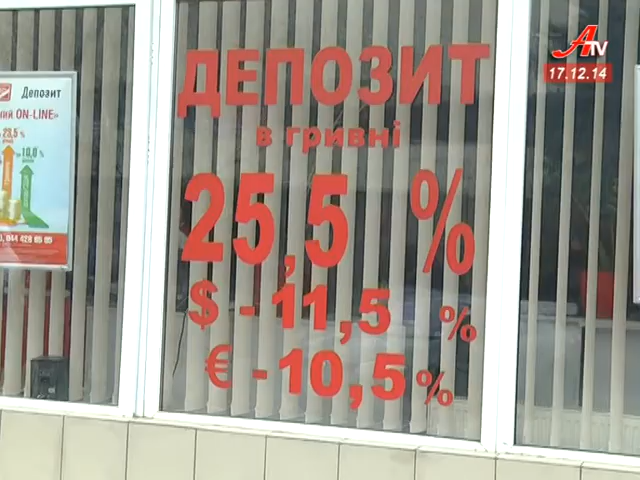 ATV
17.12.14
Депозит
ON-LINE»
ДЕПОЗИТ
в гривні
25,5 %
$ - 11,5 %
€ - 10,5 %